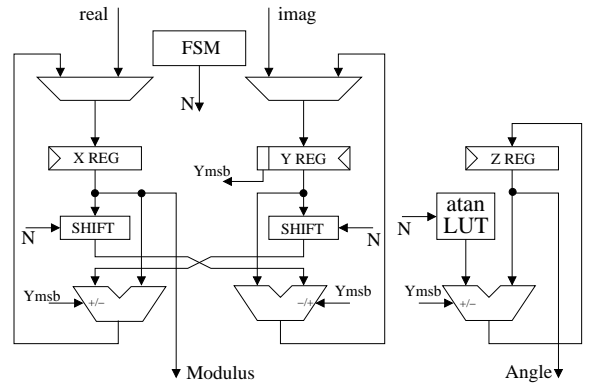 real
imag
FSM
N
X REG
Y REG
Z REG
Ymsb
SHIFT
SHIFT
atan
LUT
N
N
N
Ymsb
+/−
−/+
Ymsb
Ymsb
+/−
Modulus
Angle